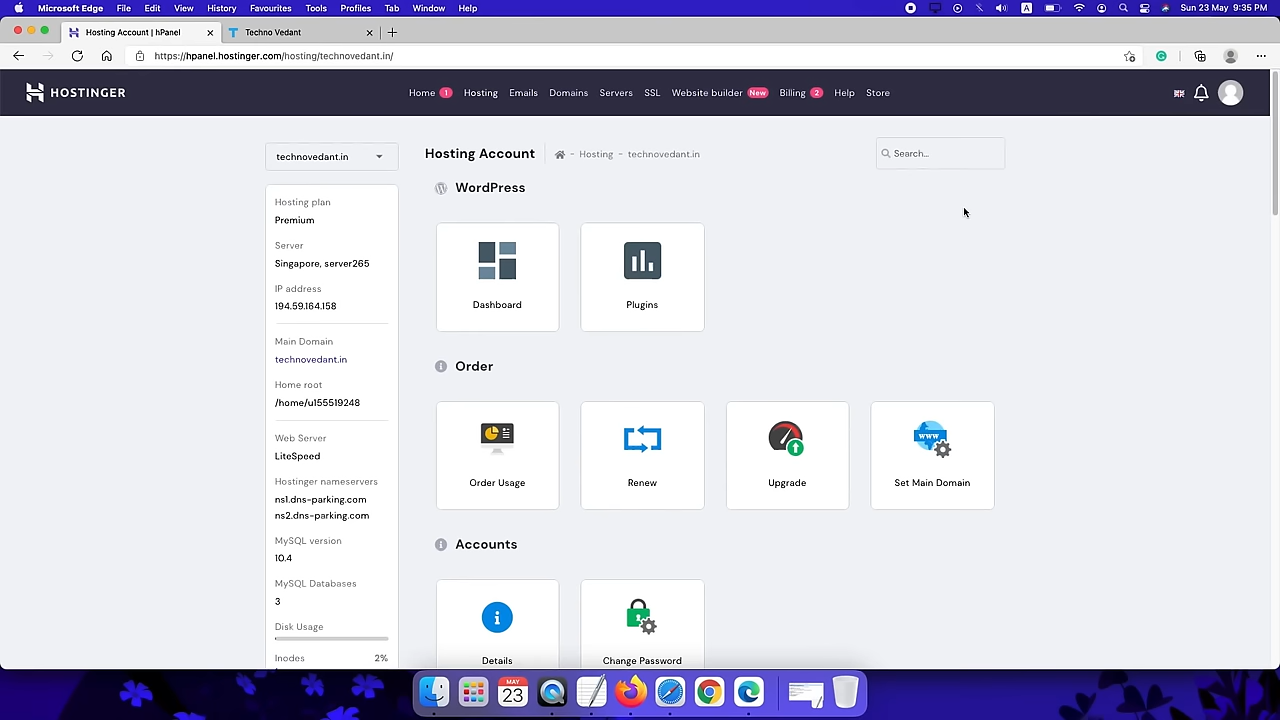 Microsoft Edge File Edit View History Favourites Tools Profiles Tab Window Help
A Sun 23 May 9:35 PM
Hosting Account | hPanel
Techno Vedant
https://hpanel.hostinger.com/hosting/technovedant.in/
HOSTINGER
Home 1 Hosting Emails Domains Servers SSL Website builder New Billing 2 Help Store
technovedant.in
Hosting Account - Hosting - technovedant.in
Search...
Hosting plan
Premium
Server
Singapore, server265
IP address
194.59.164.158
Main Domain
technovedant.in
Home root
/home/u155519248
Web Server
LiteSpeed
Hostinger nameservers
ns1.dns-parking.com
ns2.dns-parking.com
MySQL version
10.4
MySQL Databases
3
Disk Usage
Inodes 2%
WordPress
Dashboard
Plugins
Order
Order Usage
Renew
Upgrade
www
Set Main Domain
Accounts
Details
Change Password
MAY
23